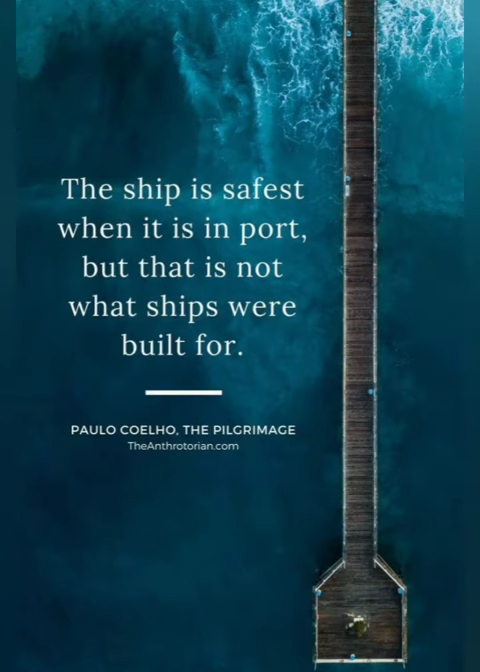 The ship is safest
when it is in port,
but that is not
what ships were
built for.
PAULO COELHO, THE PILGRIMAGE
TheAnthrotorian.com